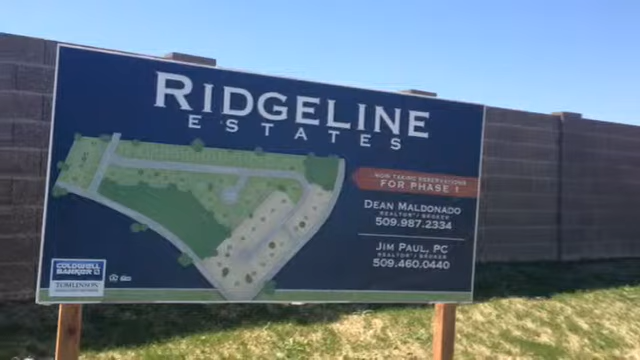 RIDGELINE
ESTATES
NOW TAKING RESERVATIONS
FOR PHASE 1
DEAN MALDONADO
REALTOR®/BROKER
509.987.2334
JIM PAUL, PC
REALTOR®/BROKER
509.460.0440
COLDWELL
BANKER
TOMLINSON